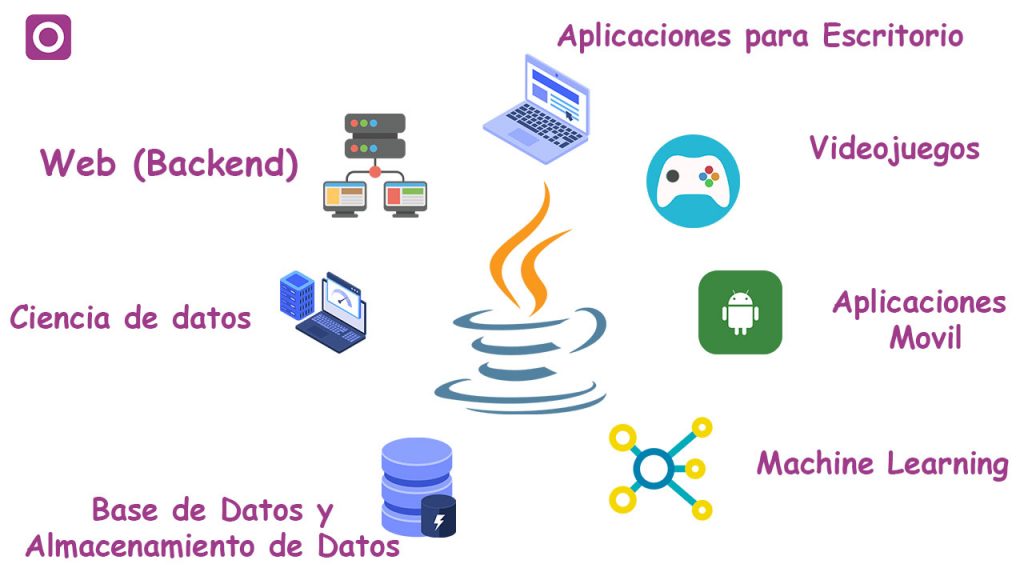 Aplicaciones para Escritorio
Web (Backend)
Videojuegos
Ciencia de datos
Aplicaciones
Movil
Machine Learning
Base de Datos y
Almacenamiento de Datos